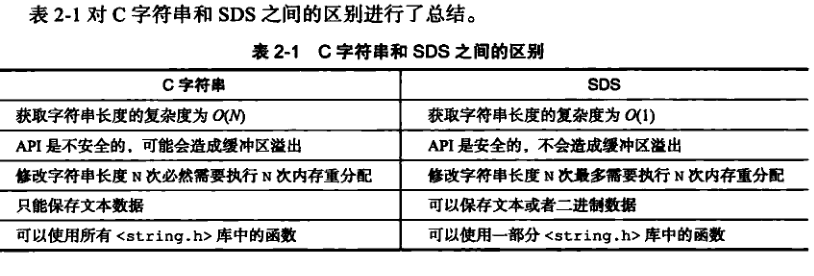 表 2-1 对 C 字符串和 SDS 之间的区别进行了总结。
表 2-1 C 字符串和 SDS 之间的区别
C 字符串 SDS
获取字符串长度的复杂度为 O(N) 获取字符串长度的复杂度为 O(1)
API 是不安全的，可能会造成缓冲区溢出 API 是安全的，不会造成缓冲区溢出
修改字符串长度 N 次必然需要执行 N 次内存重分配 修改字符串长度 N 次最多需要执行 N 次内存重分配
只能保存文本数据 可以保存文本或者二进制数据
可以使用所有 <string.h> 库中的函数 可以使用一部分 <string.h> 库中的函数